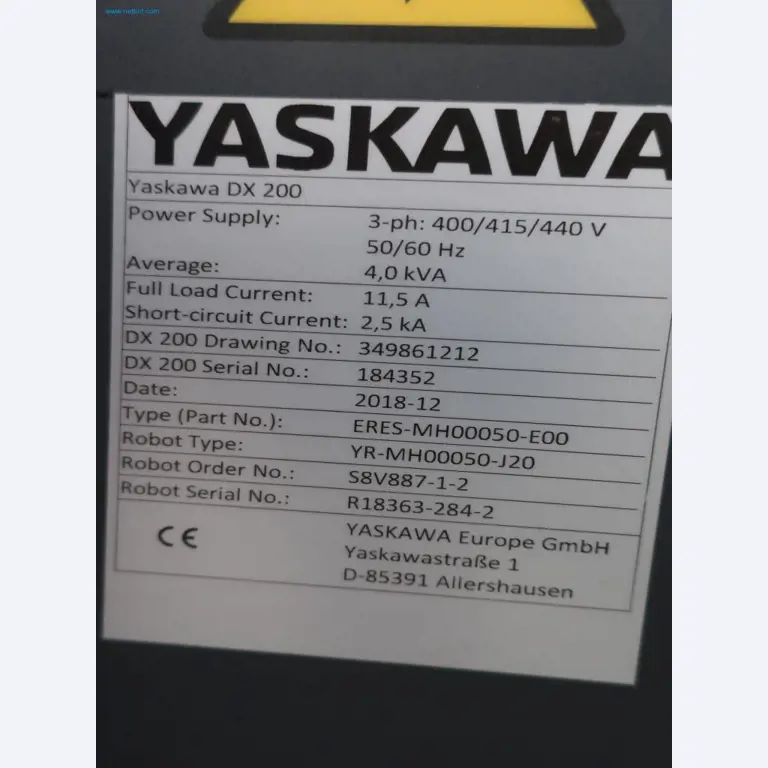 YASKAWA
Yaskawa DX 200
Power Supply: 3-ph: 400/415/440 V
50/60 Hz
Average: 4,0 kVA
Full Load Current: 11,5 A
Short-circuit Current: 2,5 kA
DX 200 Drawing No.: 349861212
DX 200 Serial No.: 184352
Date: 2018-12
Type (Part No.): ERES-MH00050-E00
Robot Type: YR-MH00050-J20
Robot Order No.: S8V887-1-2
Robot Serial No.: R18363-284-2
CE YASKAWA Europe GmbH
Yaskawastraße 1
D-85391 Allershausen